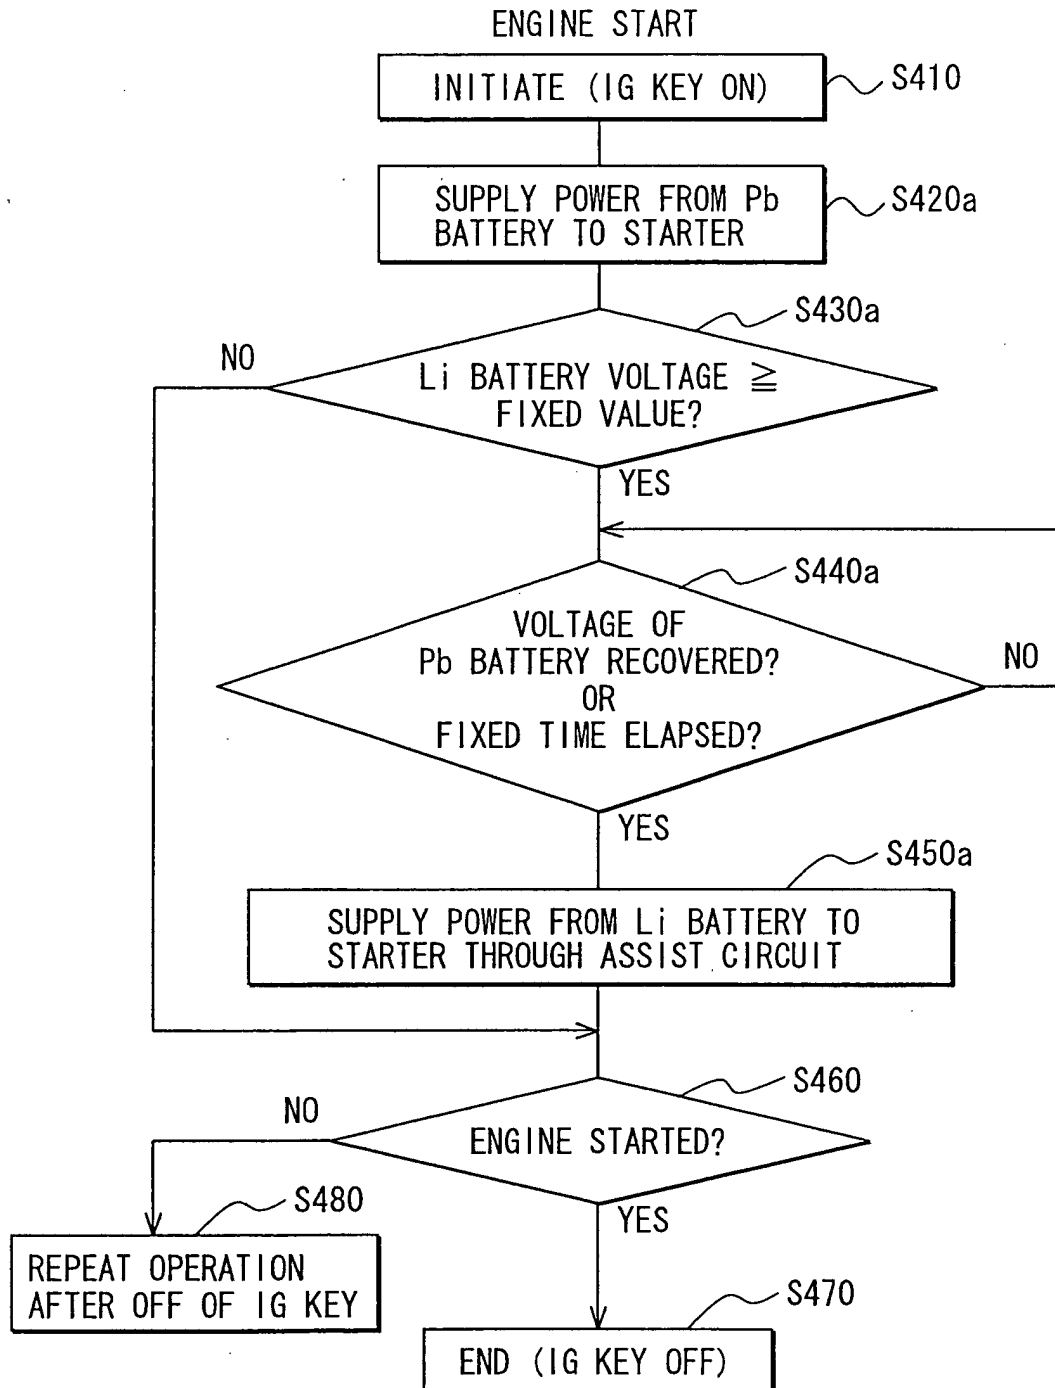 ENGINE START
INITIATE (IG KEY ON)
S410
SUPPLY POWER FROM Pb
BATTERY TO STARTER
S420a
S430a
NO
Li BATTERY VOLTAGE ≧
FIXED VALUE?
YES
S440a
VOLTAGE OF
Pb BATTERY RECOVERED?
OR
FIXED TIME ELAPSED?
NO
YES
S450a
SUPPLY POWER FROM Li BATTERY TO
STARTER THROUGH ASSIST CIRCUIT
S460
NO
ENGINE STARTED?
YES
S480
REPEAT OPERATION
AFTER OFF OF IG KEY
S470
END (IG KEY OFF)